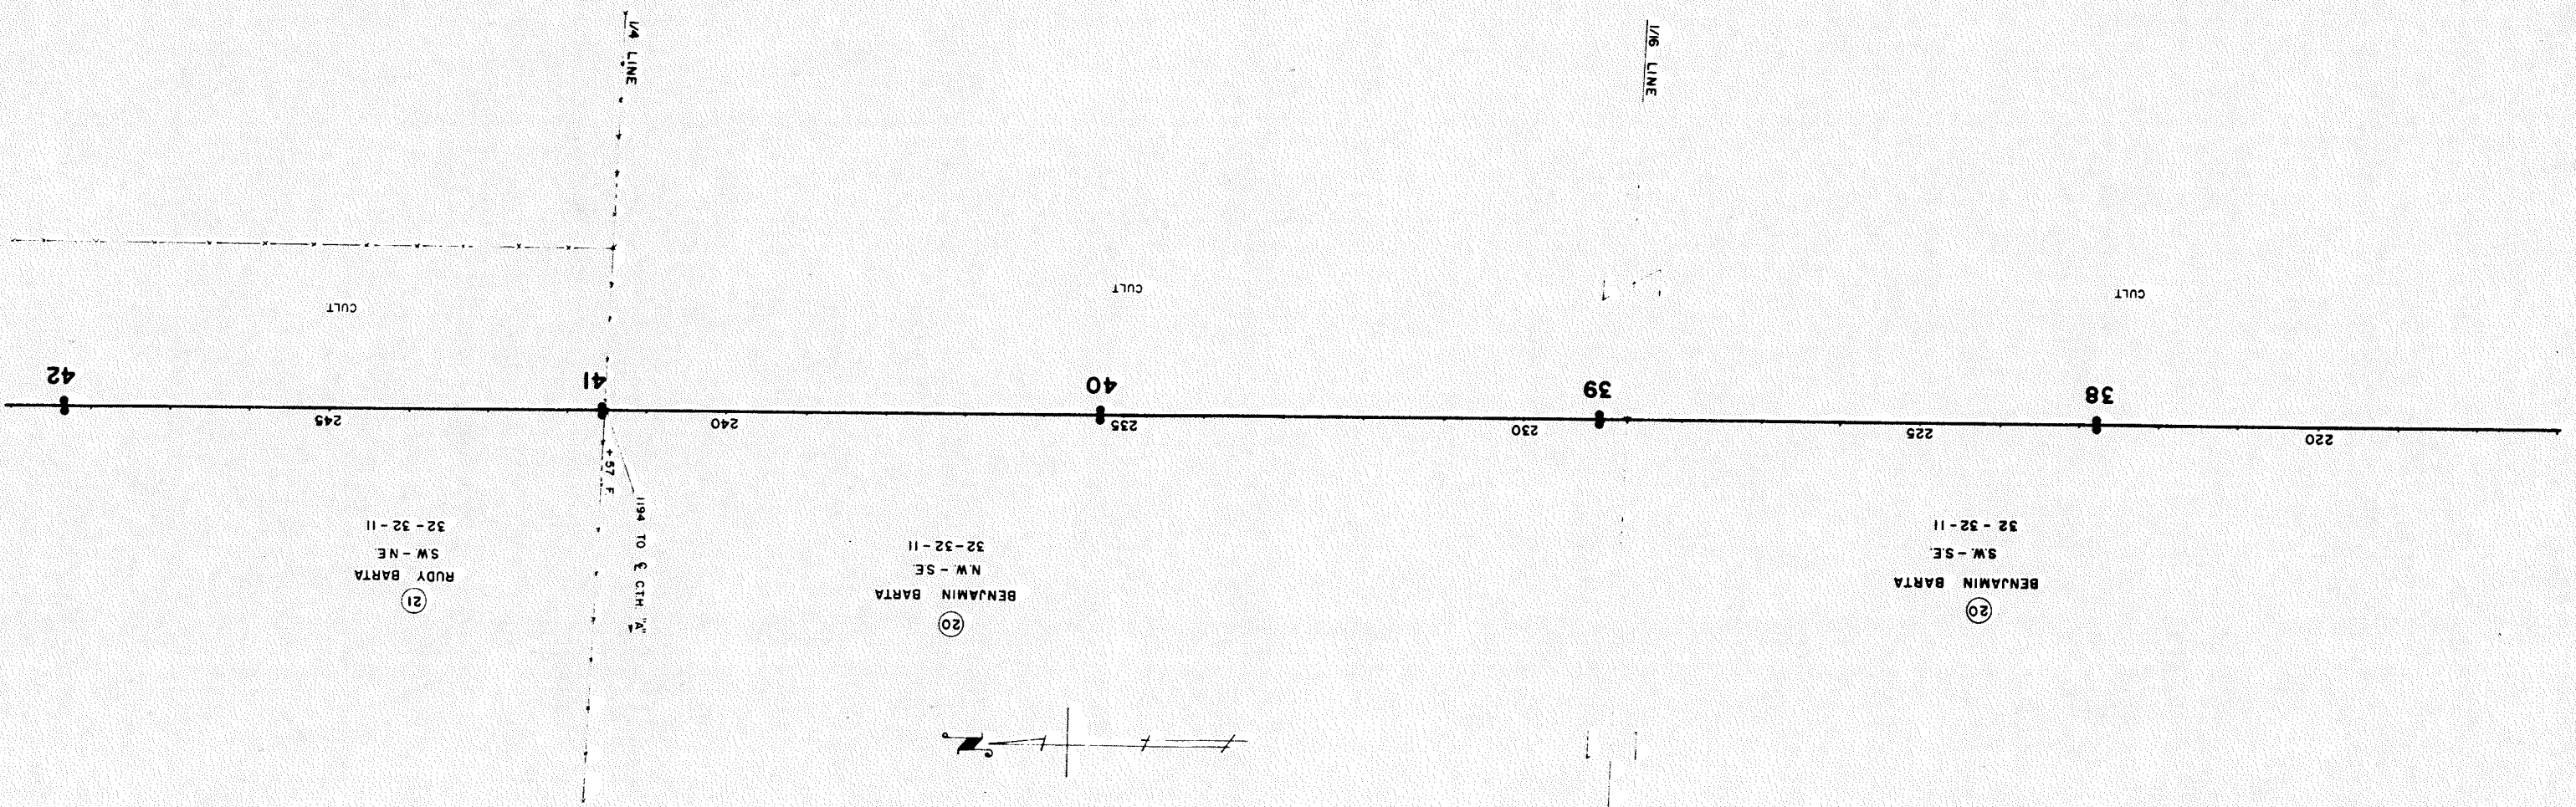 20
BENJAMIN BARTA
S.W. - S.E.
32 - 32 - 11
20
BENJAMIN BARTA
N.W. - S.E.
32 - 32 - 11
21
RUDY BARTA
S.W. - N.E.
32 - 32 - 11
1194 TO ℄ C.T.H. "A"
+ 57 F.
220
225
230
235
240
245
38
39
40
41
42
CULT
CULT
CULT
1/16 LINE
1/4 LINE
N